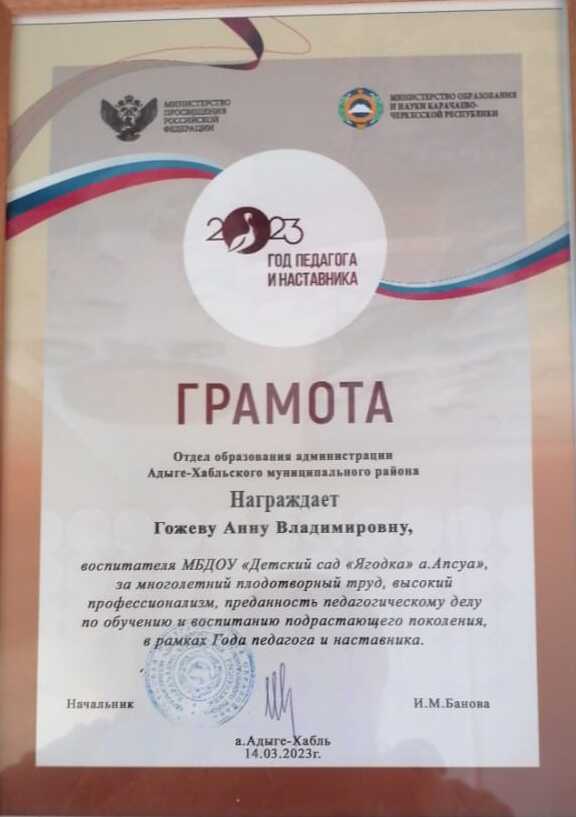 МИНИСТЕРСТВО
ПРОСВЕЩЕНИЯ
РОССИЙСКОЙ
ФЕДЕРАЦИИ
МИНИСТЕРСТВО ОБРАЗОВАНИЯ
И НАУКИ КАРАЧАЕВО-
ЧЕРКЕССКОЙ РЕСПУБЛИКИ
2023
ГОД ПЕДАГОГА
И НАСТАВНИКА
ГРАМОТА
Отдел образования администрации
Адыге-Хабльского муниципального района
Награждает
Гожеву Анну Владимировну,
воспитателя МБДОУ «Детский сад «Ягодка» а.Апсуа»,
за многолетний плодотворный труд, высокий
профессионализм, преданность педагогическому делу
по обучению и воспитанию подрастающего поколения,
в рамках Года педагога и наставника.
Начальник
И.М.Банова
а.Адыге-Хабль
14.03.2023г.